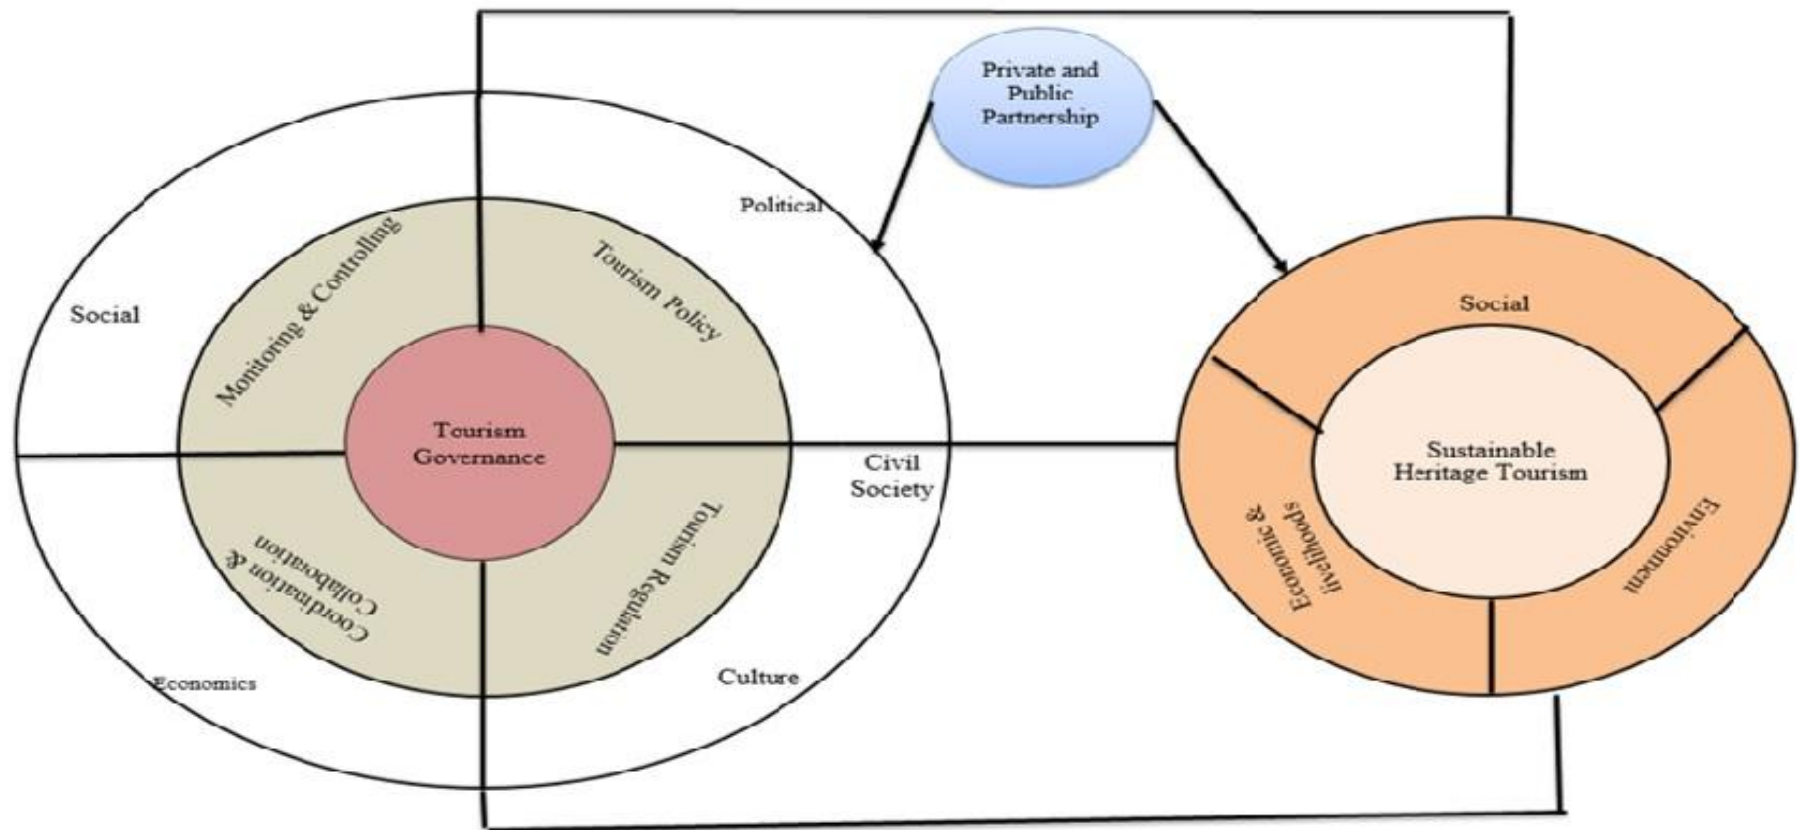 Private and
Public
Partnership
Political
Social
Monitoring & Controlling
Tourism Policy
Tourism
Governance
Civil
Society
Coordination &
Collaboration
Tourism Regulation
Economics
Culture
Social
Sustainable
Heritage Tourism
Economic &
livelihoods
Environment